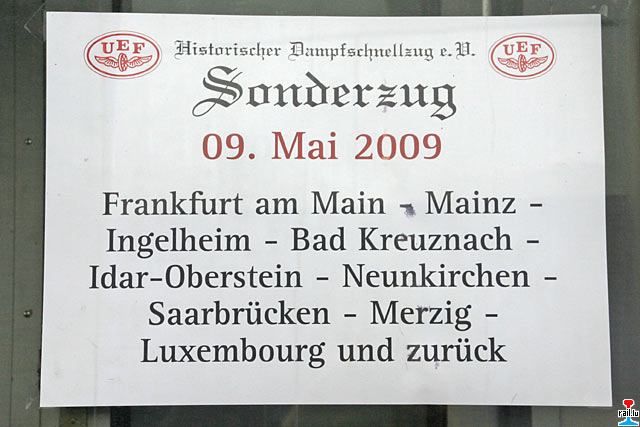 UEF Historischer Dampfschnellzug e.V. UEF
Sonderzug
09. Mai 2009
Frankfurt am Main - Mainz -
Ingelheim - Bad Kreuznach -
Idar-Oberstein - Neunkirchen -
Saarbrücken - Merzig -
Luxembourg und zurück
rail.lu